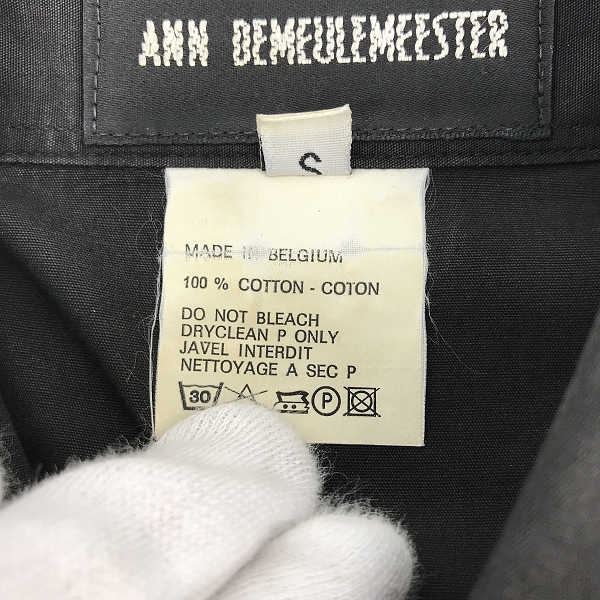 ANN DEMEULEMEESTER
S
MADE IN BELGIUM
100 % COTTON - COTON
DO NOT BLEACH
DRYCLEAN P ONLY
JAVEL INTERDIT
NETTOYAGE A SEC P
30 P